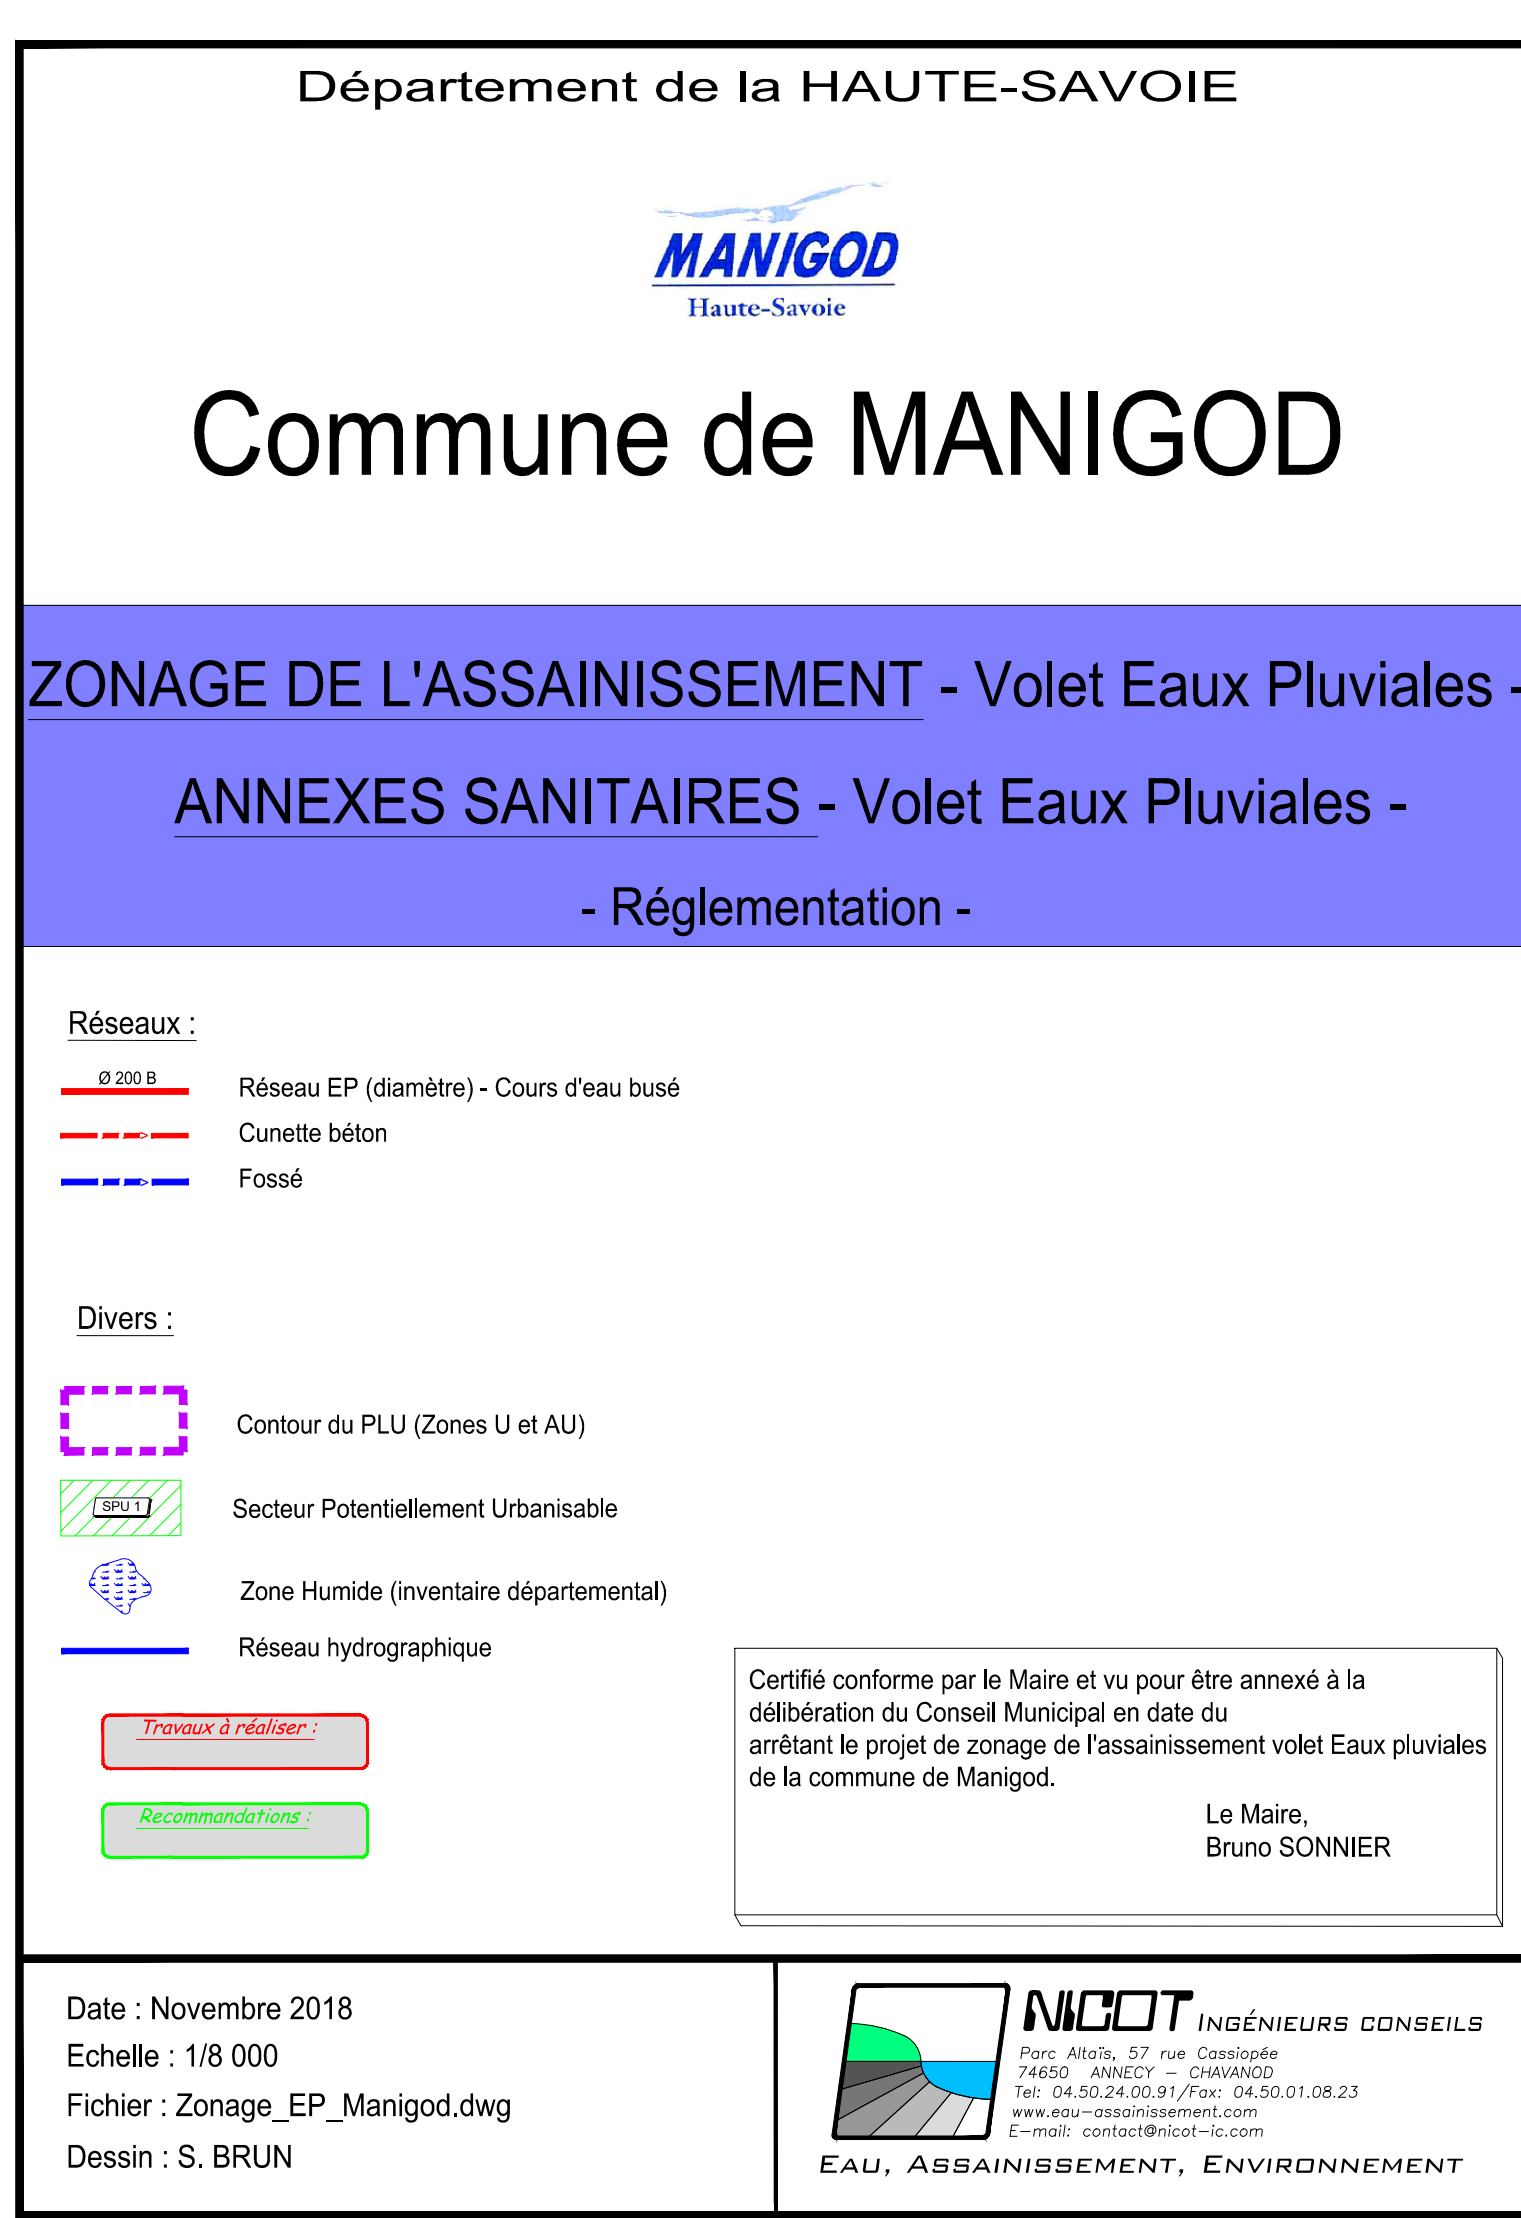 Département de la HAUTE-SAVOIE
MANIGOD
Haute-Savoie
Commune de MANIGOD
ZONAGE DE L'ASSAINISSEMENT - Volet Eaux Pluviales -
ANNEXES SANITAIRES - Volet Eaux Pluviales -
- Réglementation -
Réseaux :
Ø 200 B
Réseau EP (diamètre) - Cours d'eau busé
Cunette béton
Fossé
Divers :
Contour du PLU (Zones U et AU)
SPU 1
Secteur Potentiellement Urbanisable
Zone Humide (inventaire départemental)
Réseau hydrographique
Travaux à réaliser :
Recommandations :
Certifié conforme par le Maire et vu pour être annexé à la
délibération du Conseil Municipal en date du
arrêtant le projet de zonage de l'assainissement volet Eaux pluviales
de la commune de Manigod.
Le Maire,
Bruno SONNIER
Date : Novembre 2018
Echelle : 1/8 000
Fichier : Zonage_EP_Manigod.dwg
Dessin : S. BRUN
NICOT INGÉNIEURS CONSEILS
Parc Altaïs, 57 rue Cassiopée
74650 ANNECY – CHAVANOD
Tel: 04.50.24.00.91/Fax: 04.50.01.08.23
www.eau-assainissement.com
E-mail: contact@nicot-ic.com
EAU, ASSAINISSEMENT, ENVIRONNEMENT